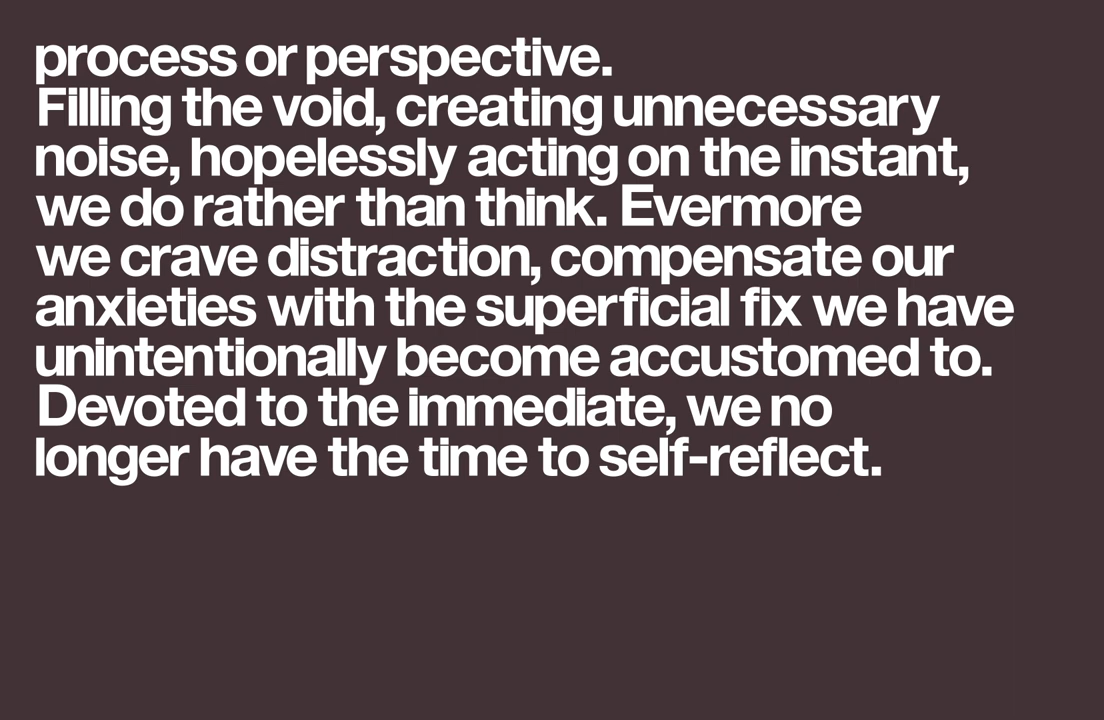 process or perspective.
Filling the void, creating unnecessary
noise, hopelessly acting on the instant,
we do rather than think. Evermore
we crave distraction, compensate our
anxieties with the superficial fix we have
unintentionally become accustomed to.
Devoted to the immediate, we no
longer have the time to self-reflect.